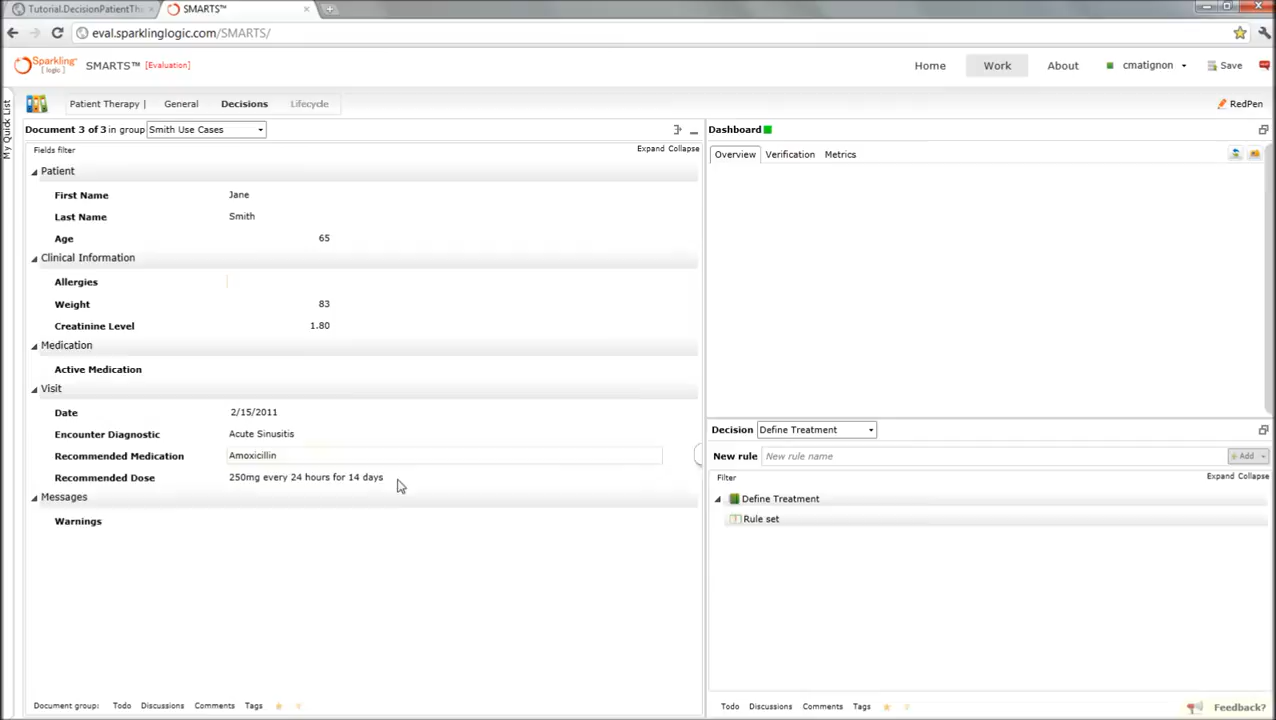 Tutorial.DecisionPatientTh
SMARTS™
eval.sparklinglogic.com/SMARTS/
Sparkling
[ logic ]
SMARTS™ [Evaluation]
Home
Work
About
cmatignon
Save
My Quick List
Patient Therapy |
General
Decisions
Lifecycle
RedPen
Document 3 of 3 in group
Smith Use Cases
Fields filter
Expand Collapse
Patient
First Name
Jane
Last Name
Smith
Age
65
Clinical Information
Allergies
Weight
83
Creatinine Level
1.80
Medication
Active Medication
Visit
Date
2/15/2011
Encounter Diagnostic
Acute Sinusitis
Recommended Medication
Amoxicillin
Recommended Dose
250mg every 24 hours for 14 days
Messages
Warnings
Document group:
Todo
Discussions
Comments
Tags
Dashboard
Overview
Verification
Metrics
Decision
Define Treatment
New rule
New rule name
+ Add
Filter
Expand Collapse
Define Treatment
Rule set
Todo
Discussions
Comments
Tags
Feedback?